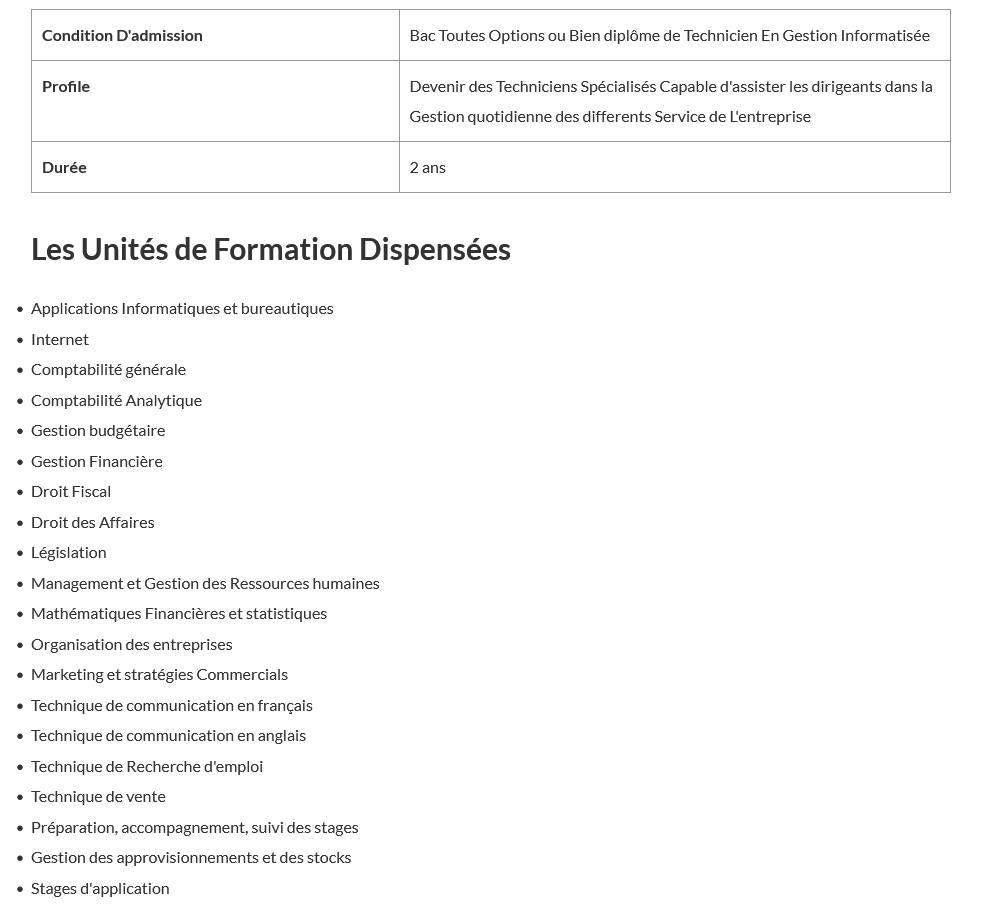 Condition D'admission
Bac Toutes Options ou Bien diplôme de Technicien En Gestion Informatisée
Profile
Devenir des Techniciens Spécialisés Capable d'assister les dirigeants dans la
Gestion quotidienne des differents Service de L'entreprise
Durée
2 ans
Les Unités de Formation Dispensées
• Applications Informatiques et bureautiques
• Internet
• Comptabilité générale
• Comptabilité Analytique
• Gestion budgétaire
• Gestion Financière
• Droit Fiscal
• Droit des Affaires
• Législation
• Management et Gestion des Ressources humaines
• Mathématiques Financières et statistiques
• Organisation des entreprises
• Marketing et stratégies Commercials
• Technique de communication en français
• Technique de communication en anglais
• Technique de Recherche d'emploi
• Technique de vente
• Préparation, accompagnement, suivi des stages
• Gestion des approvisionnements et des stocks
• Stages d'application